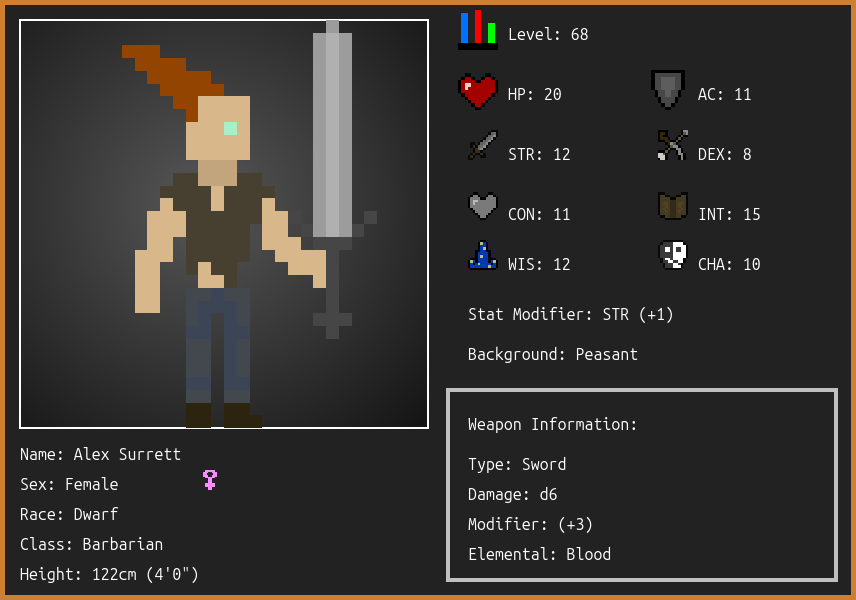 Level: 68
HP: 20
AC: 11
STR: 12
DEX: 8
CON: 11
INT: 15
WIS: 12
CHA: 10
Stat Modifier: STR (+1)
Background: Peasant
Weapon Information:
Type: Sword
Damage: d6
Modifier: (+3)
Elemental: Blood
Name: Alex Surrett
Sex: Female
Race: Dwarf
Class: Barbarian
Height: 122cm (4'0")